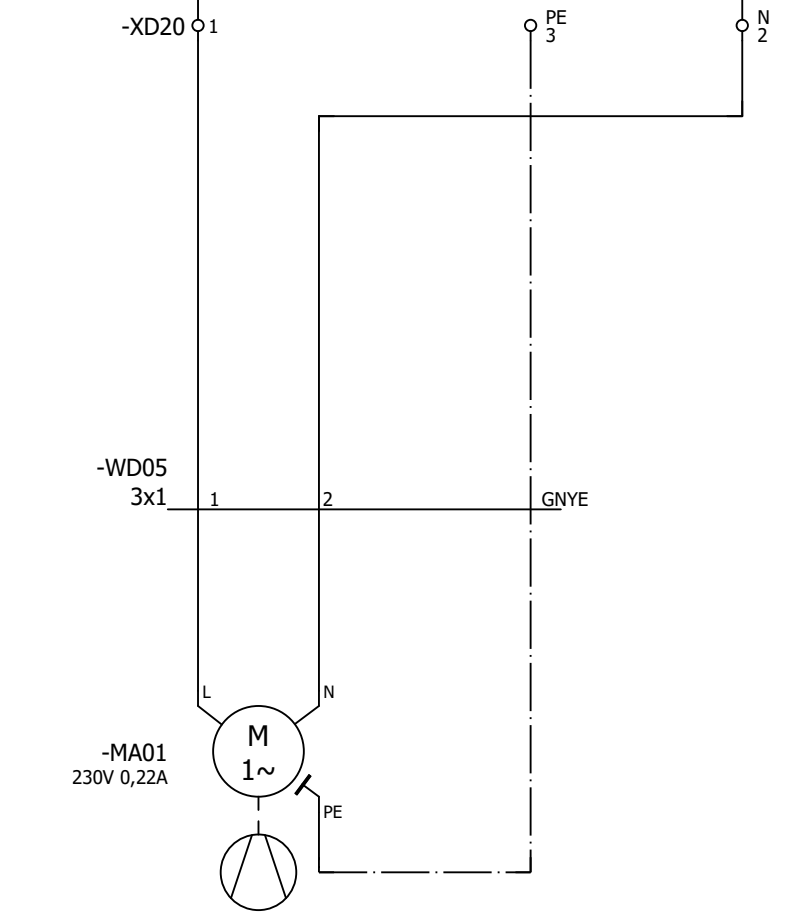 -XD20 1 PE N
3 2
-WD05
3x1 1 2 GNYE
L N
M
-MA01 1~
230V 0,22A
PE